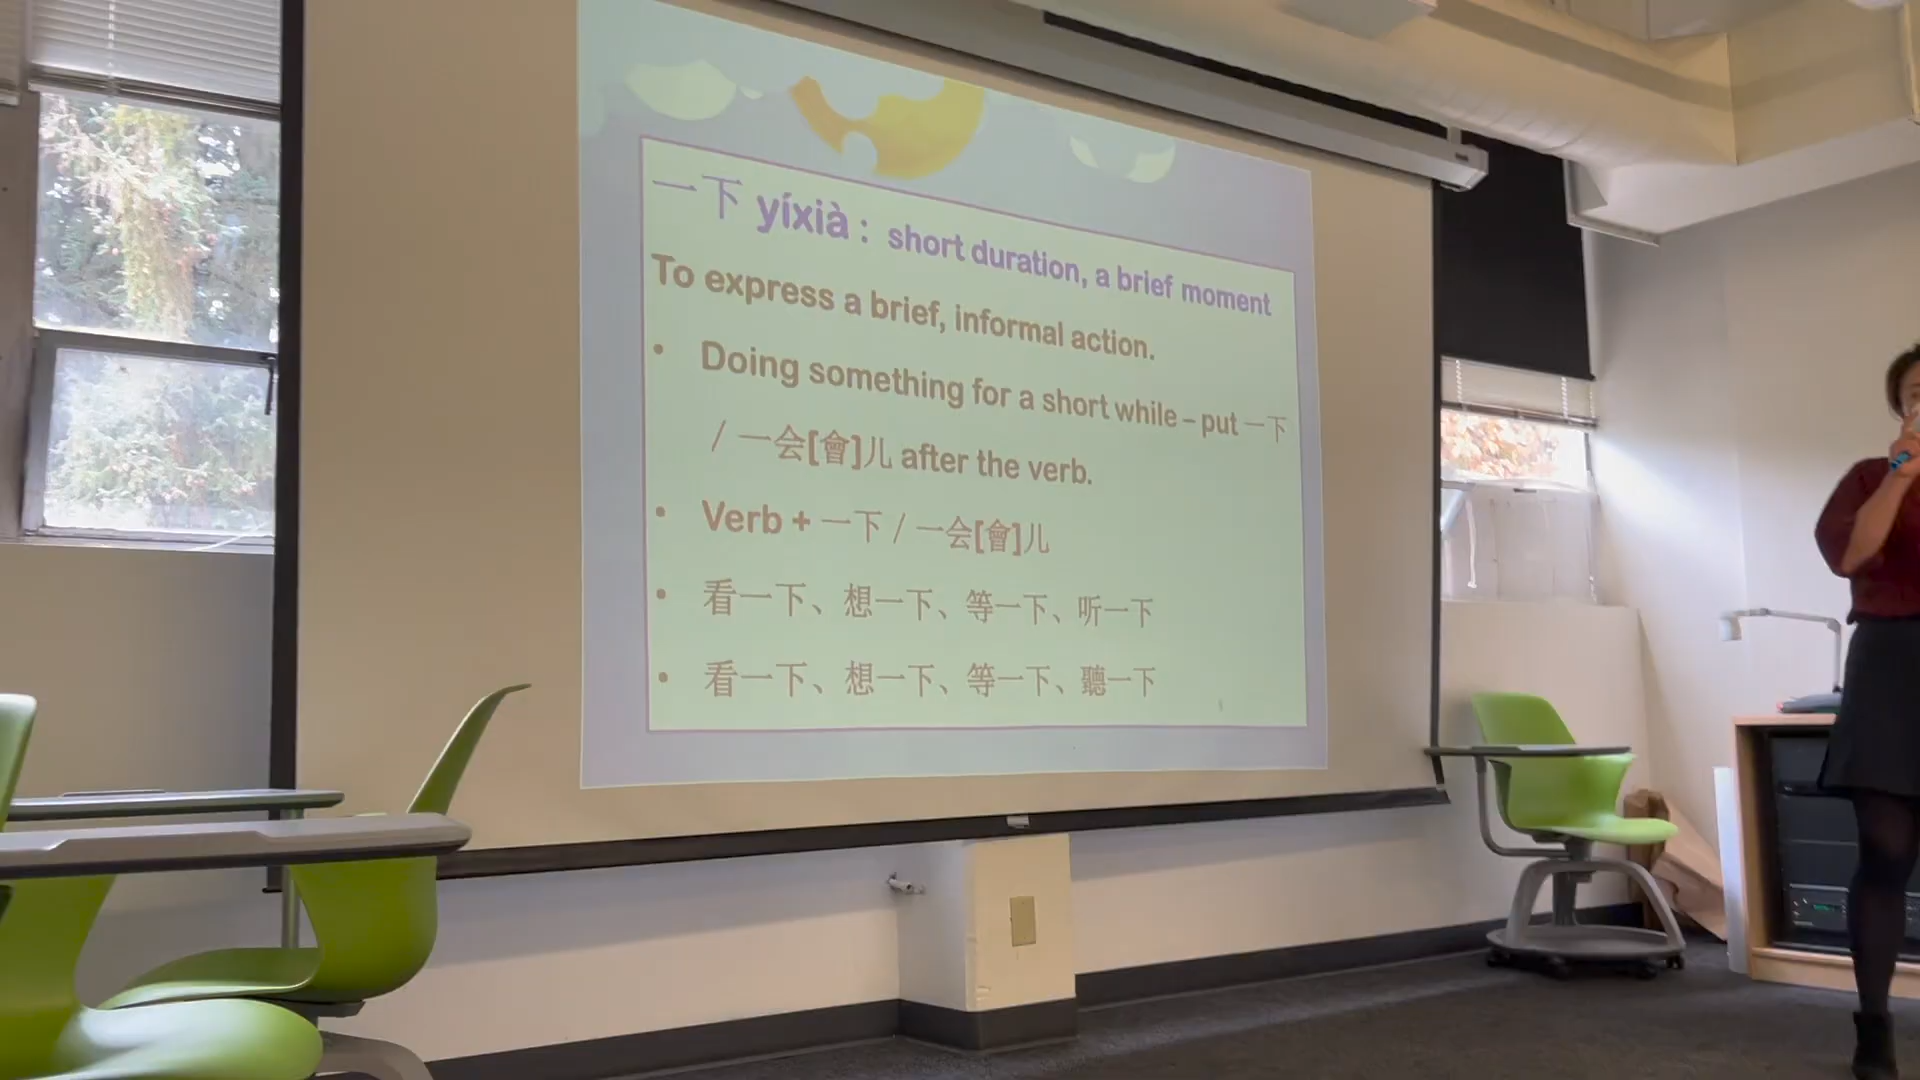 一下 yíxià : short duration, a brief moment
To express a brief, informal action.
• Doing something for a short while – put 一下
/ 一会[會]儿 after the verb.
• Verb + 一下 / 一会[會]儿
• 看一下、想一下、等一下、听一下
• 看一下、想一下、等一下、聽一下